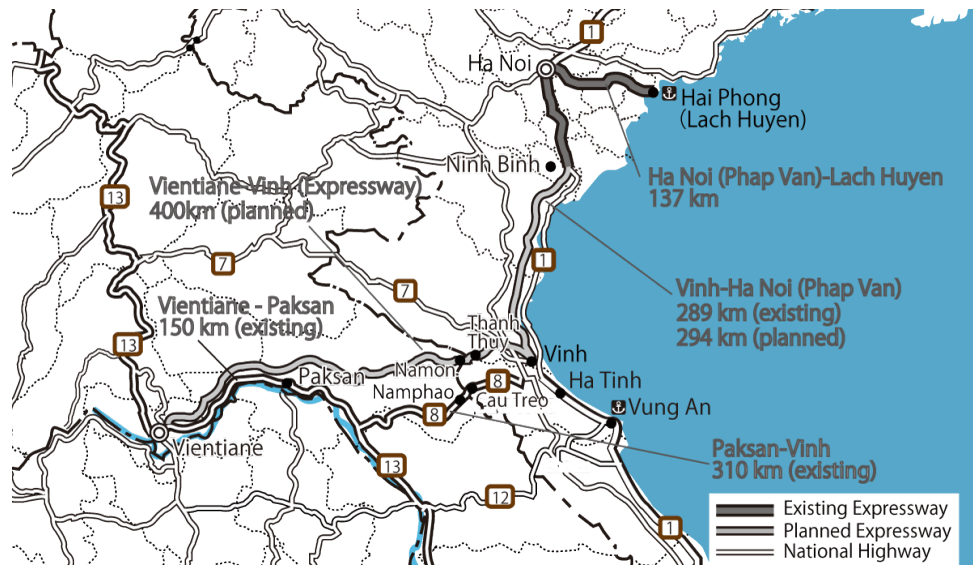 1
Ha Noi
Hai Phong
(Lach Huyen)
Ninh Binh
Ha Noi (Phap Van)-Lach Huyen
137 km
Vientiane-Vinh (Expressway)
400km (planned)
13
7
1
7
Vinh-Ha Noi (Phap Van)
289 km (existing)
294 km (planned)
Vientiane - Paksan
150 km (existing)
13
Thanh
Thuy
Vinh
Namon
Paksan
8
Ha Tinh
Namphao
Cau Treo
Vung An
8
Vientiane
Paksan-Vinh
310 km (existing)
13
12
1
Existing Expressway
Planned Expressway
National Highway